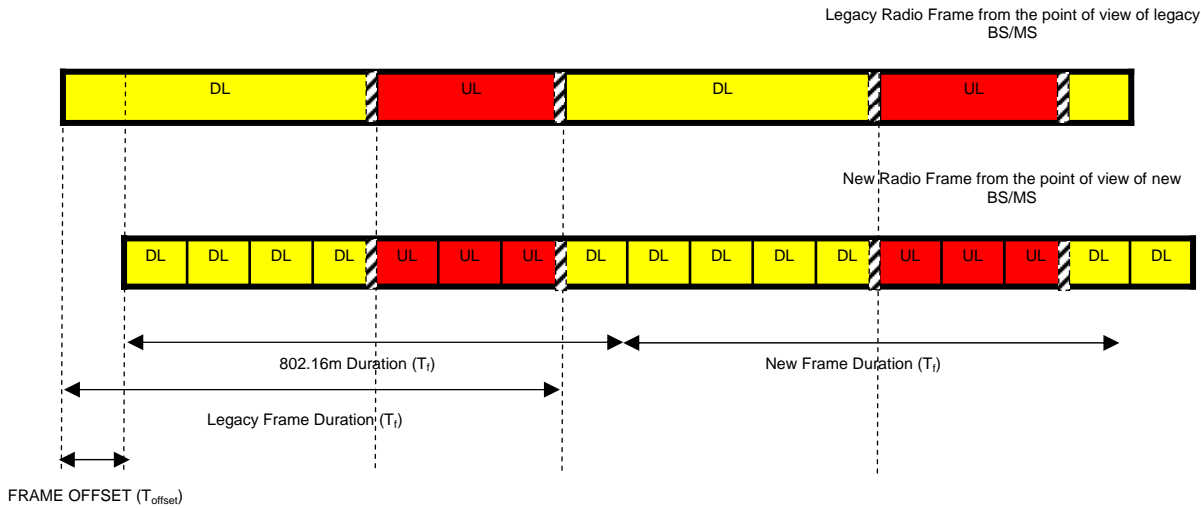 Legacy Radio Frame from the point of view of legacy
BS/MS
DL UL DL UL
New Radio Frame from the point of view of new
BS/MS
DL DL DL DL UL UL UL DL DL DL DL DL UL UL UL DL DL
802.16m Duration (Tf)
New Frame Duration (Tf)
Legacy Frame Duration (Tf)
FRAME OFFSET (Toffset)